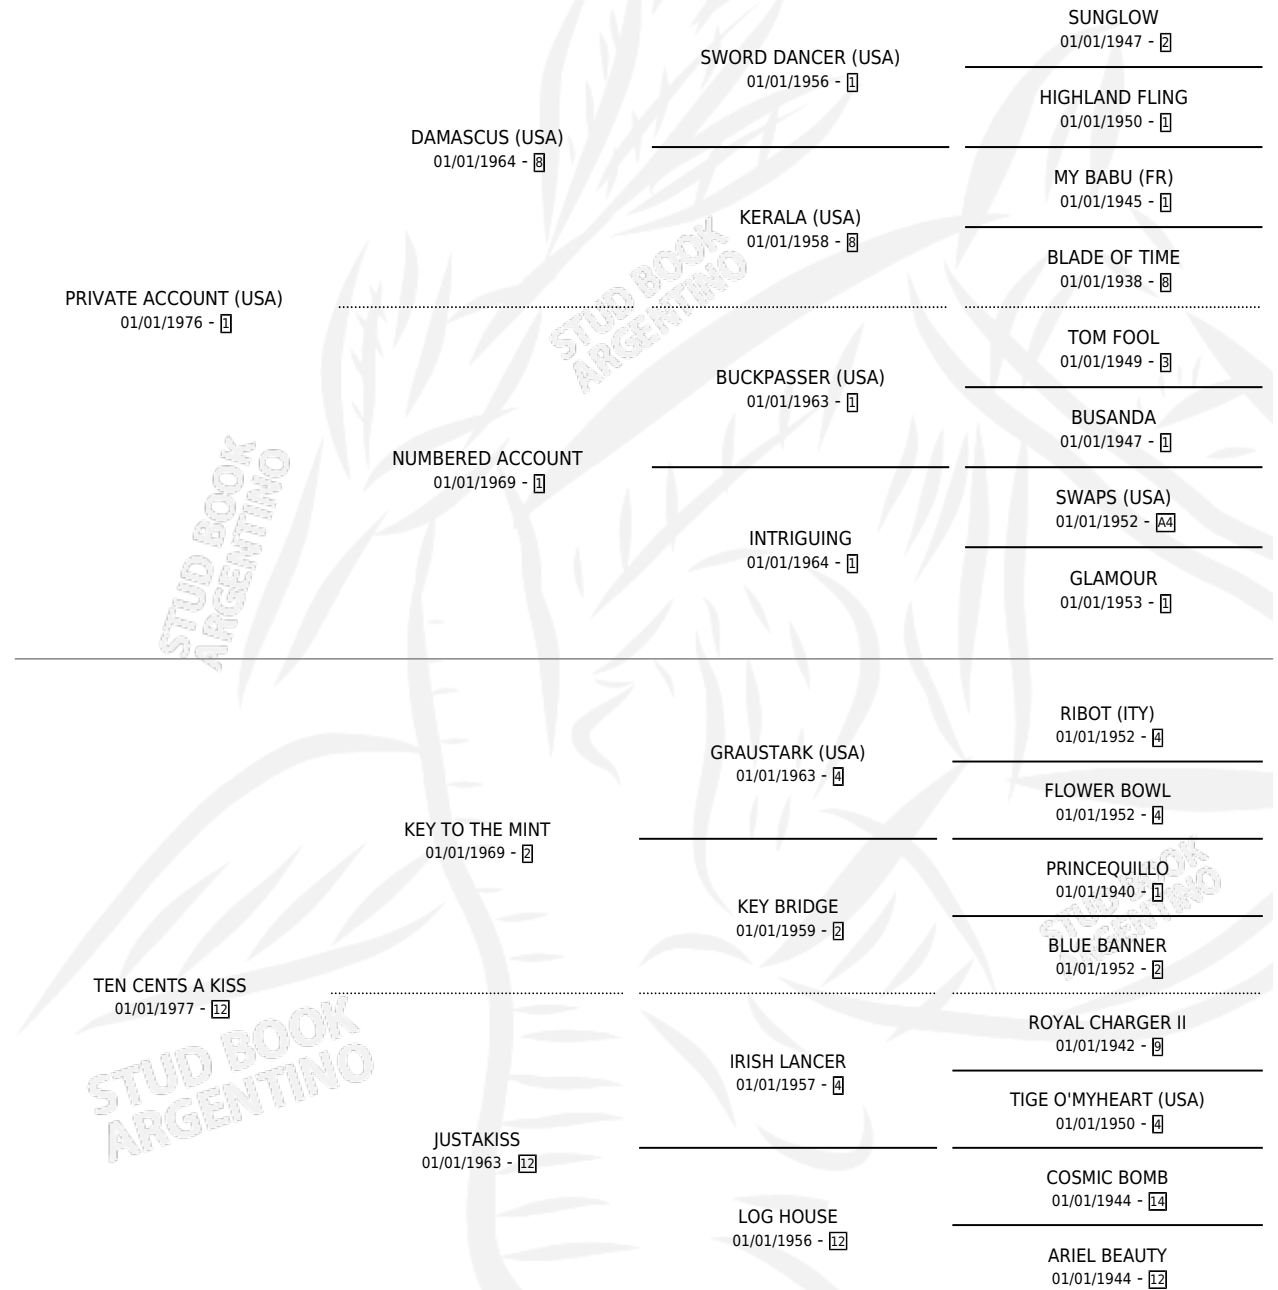 SUNGLOW
01/01/1947 - 2
SWORD DANCER (USA)
01/01/1956 - 1
HIGHLAND FLING
01/01/1950 - 1
DAMASCUS (USA)
01/01/1964 - 8
MY BABU (FR)
01/01/1945 - 1
KERALA (USA)
01/01/1958 - 8
BLADE OF TIME
01/01/1938 - 8
PRIVATE ACCOUNT (USA)
01/01/1976 - 1
TOM FOOL
01/01/1949 - 3
BUCKPASSER (USA)
01/01/1963 - 1
BUSANDA
01/01/1947 - 1
NUMBERED ACCOUNT
01/01/1969 - 1
SWAPS (USA)
01/01/1952 - A4
INTRIGUING
01/01/1964 - 1
GLAMOUR
01/01/1953 - 1
STUD BOOK
ARGENTINO
STUD BOOK
ARGENTINO
RIBOT (ITY)
01/01/1952 - 4
GRAUSTARK (USA)
01/01/1963 - 4
FLOWER BOWL
01/01/1952 - 4
KEY TO THE MINT
01/01/1969 - 2
PRINCEQUILLO
01/01/1940 - 1
KEY BRIDGE
01/01/1959 - 2
BLUE BANNER
01/01/1952 - 2
TEN CENTS A KISS
01/01/1977 - 12
ROYAL CHARGER II
01/01/1942 - 9
IRISH LANCER
01/01/1957 - 4
TIGE O'MYHEART (USA)
01/01/1950 - 4
JUSTAKISS
01/01/1963 - 12
COSMIC BOMB
01/01/1944 - 14
LOG HOUSE
01/01/1956 - 12
ARIEL BEAUTY
01/01/1944 - 12
STUD BOOK
ARGENTINO
STUD BOOK
ARGENTINO